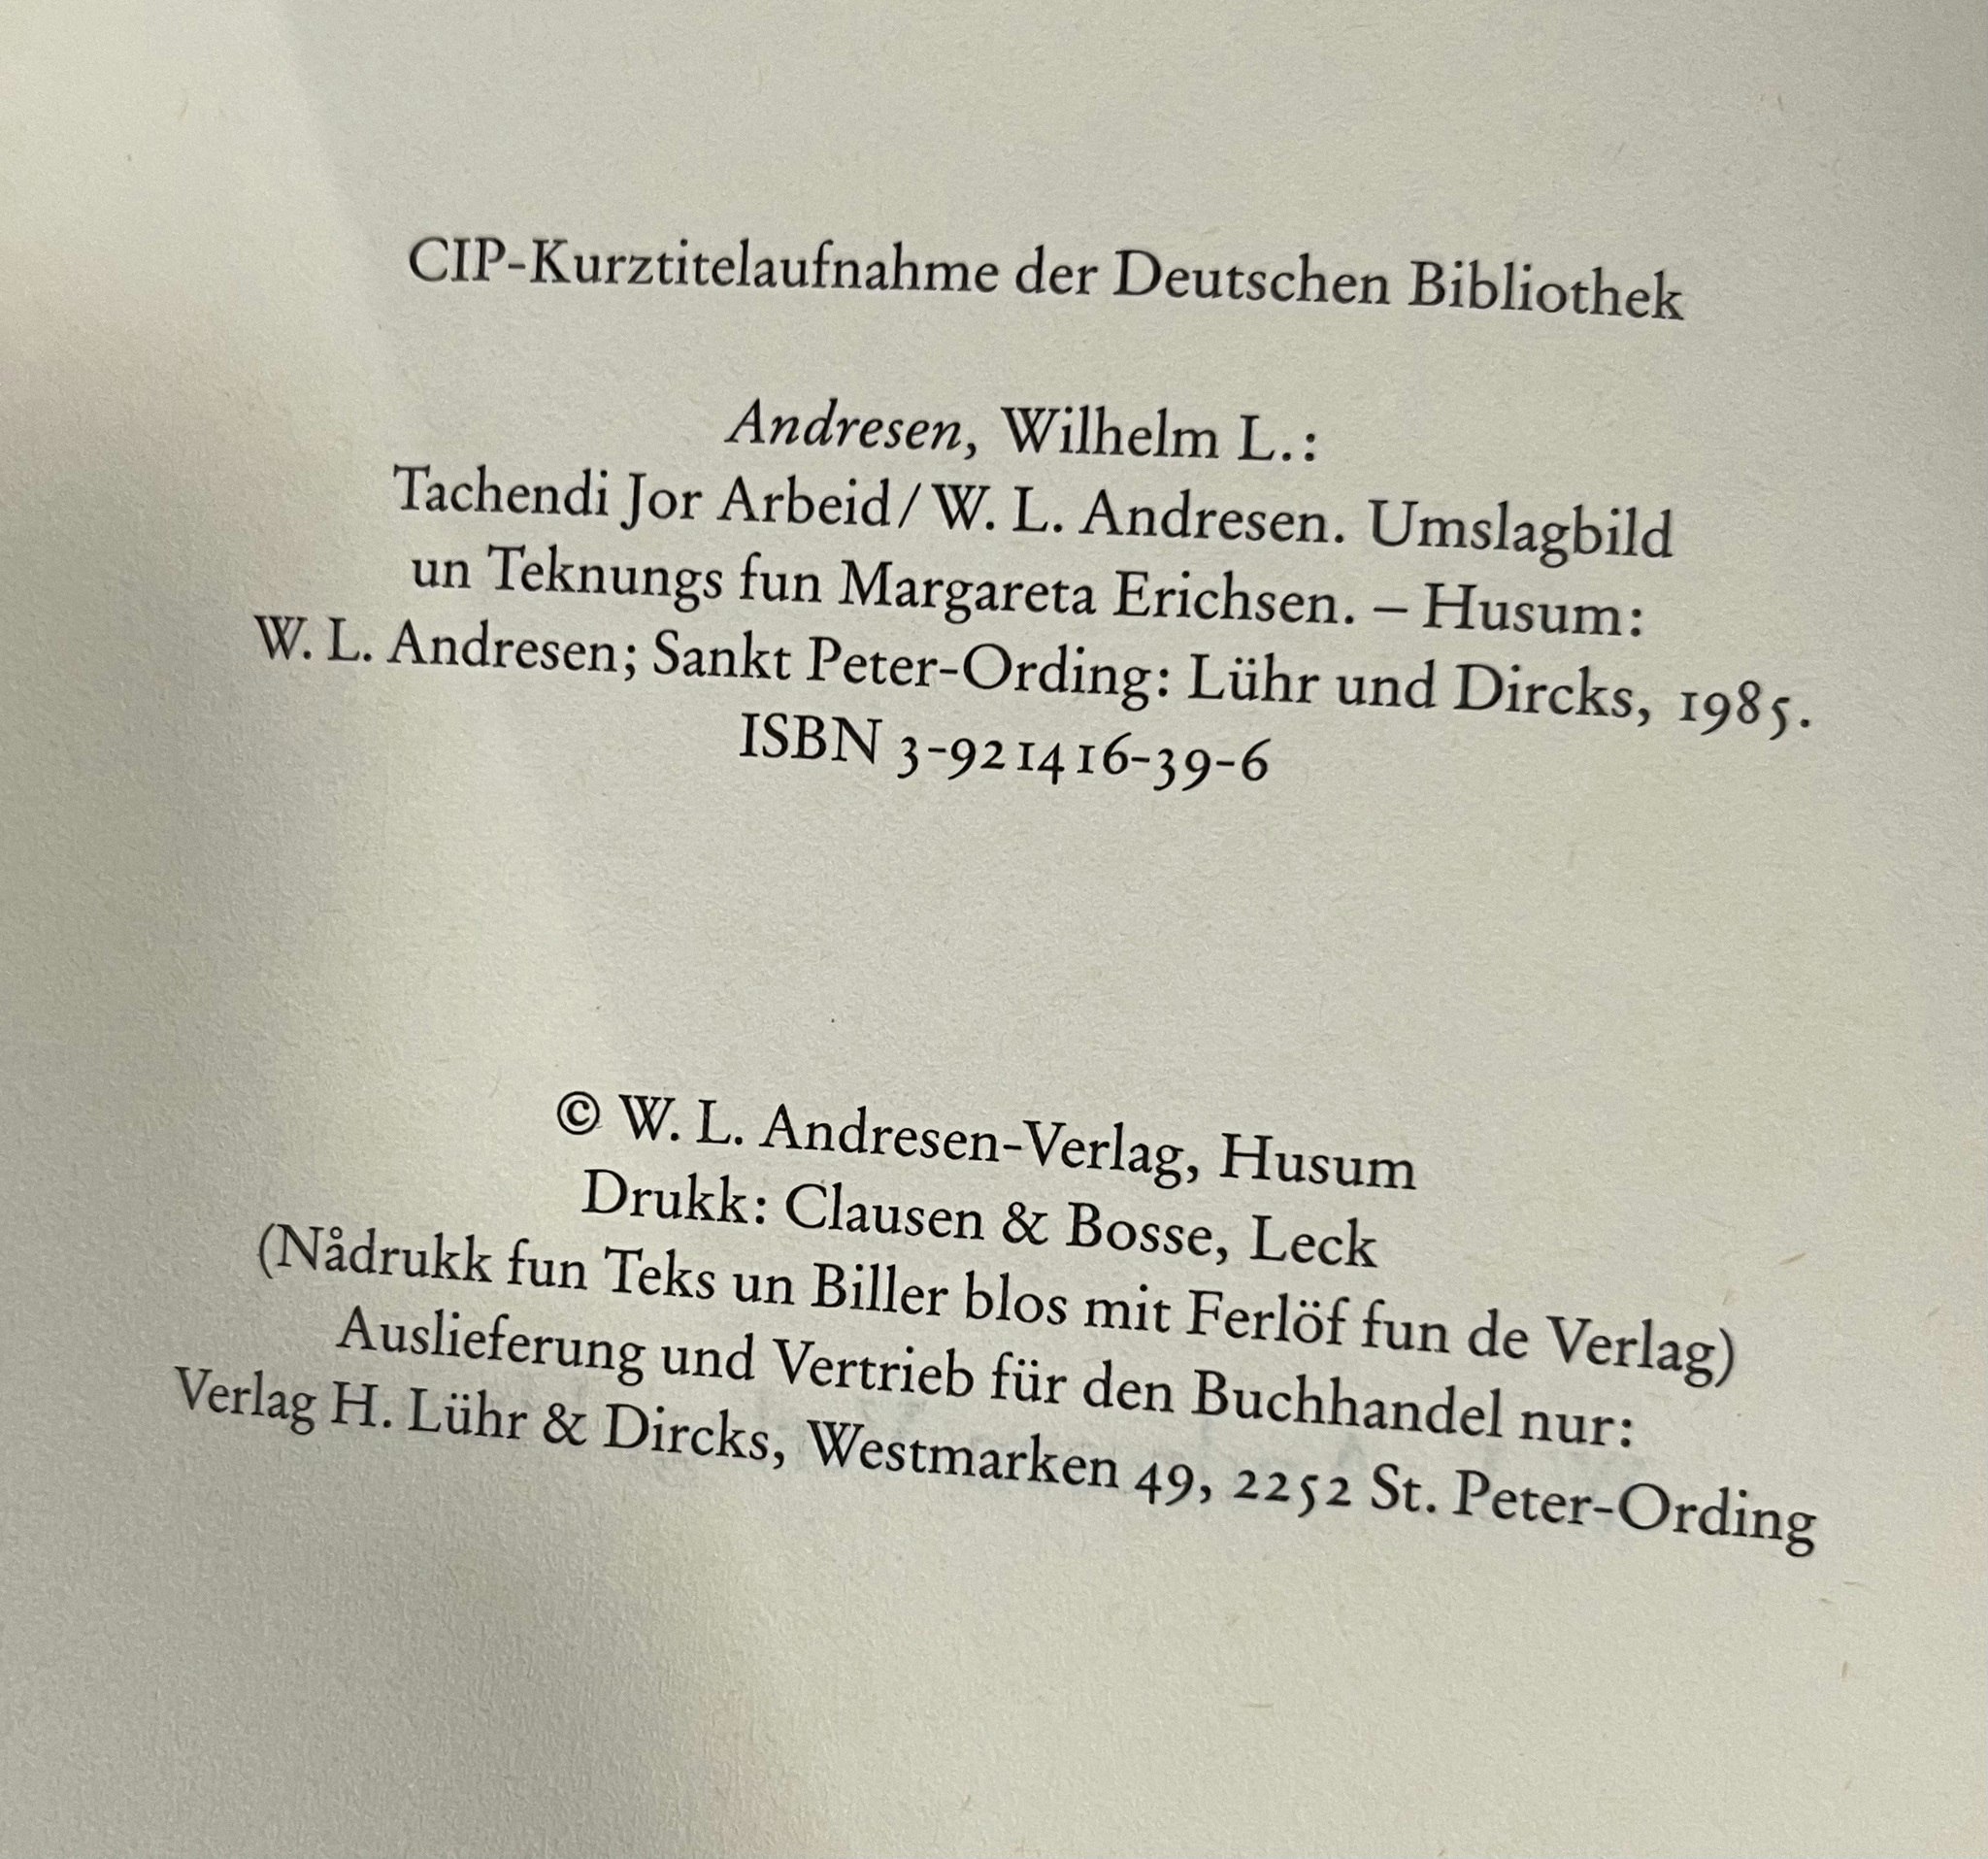 CIP-Kurztitelaufnahme der Deutschen Bibliothek
Andresen, Wilhelm L.:
Tachendi Jor Arbeid/W. L. Andresen. Umslagbild
un Teknungs fun Margareta Erichsen. – Husum:
W. L. Andresen; Sankt Peter-Ording: Lühr und Dircks, 1985.
ISBN 3-921416-39-6
© W. L. Andresen-Verlag, Husum
Drukk: Clausen & Bosse, Leck
(Nådrukk fun Teks un Biller blos mit Ferlöf fun de Verlag)
Auslieferung und Vertrieb für den Buchhandel nur:
Verlag H. Lühr & Dircks, Westmarken 49, 2252 St. Peter-Ording